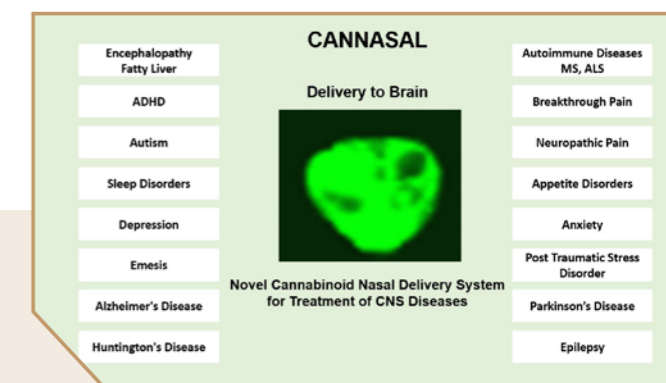 CANNASAL
Delivery to Brain
Novel Cannabinoid Nasal Delivery System
for Treatment of CNS Diseases
Encephalopathy
Fatty Liver
ADHD
Autism
Sleep Disorders
Depression
Emesis
Alzheimer's Disease
Huntington's Disease
Autoimmune Diseases
MS, ALS
Breakthrough Pain
Neuropathic Pain
Appetite Disorders
Anxiety
Post Traumatic Stress
Disorder
Parkinson's Disease
Epilepsy